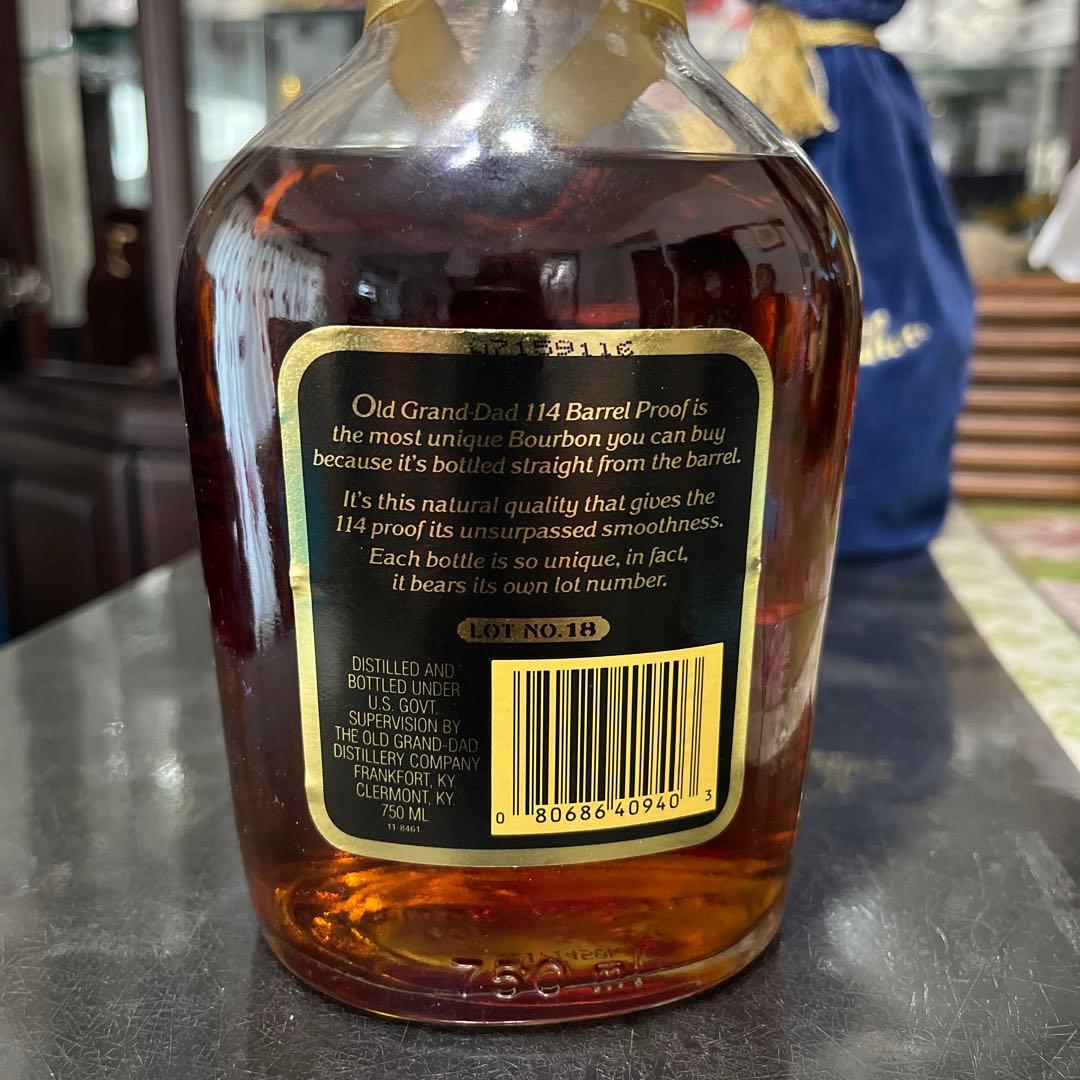 Old Grand-Dad 114 Barrel Proof is
the most unique Bourbon you can buy
because it's bottled straight from the barrel.
It's this natural quality that gives the
114 proof its unsurpassed smoothness.
Each bottle is so unique, in fact,
it bears its own lot number.
LOT NO. 18
DISTILLED AND
BOTTLED UNDER
U.S. GOVT.
SUPERVISION BY
THE OLD GRAND-DAD
DISTILLERY COMPANY
FRANKFORT, KY.
CLERMONT, KY.
750 ML
11-8461
0 80686 40940 3
750 ml